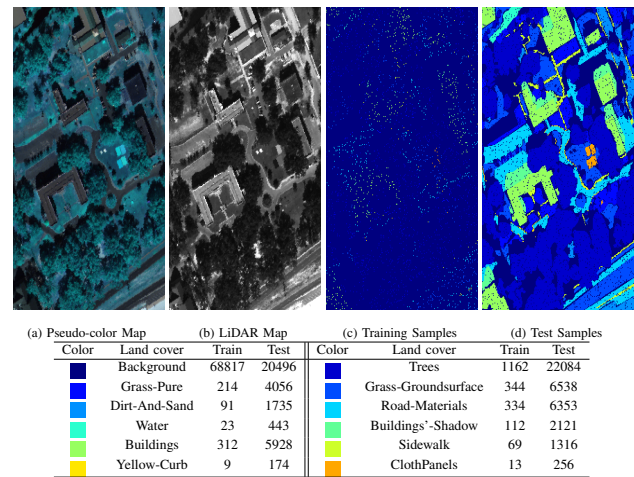 (a) Pseudo-color Map (b) LiDAR Map (c) Training Samples (d) Test Samples
Color Land cover Train Test Color Land cover Train Test
Background 68817 20496 Trees 1162 22084
Grass-Pure 214 4056 Grass-Groundsurface 344 6538
Dirt-And-Sand 91 1735 Road-Materials 334 6353
Water 23 443 Buildings'-Shadow 112 2121
Buildings 312 5928 Sidewalk 69 1316
Yellow-Curb 9 174 ClothPanels 13 256